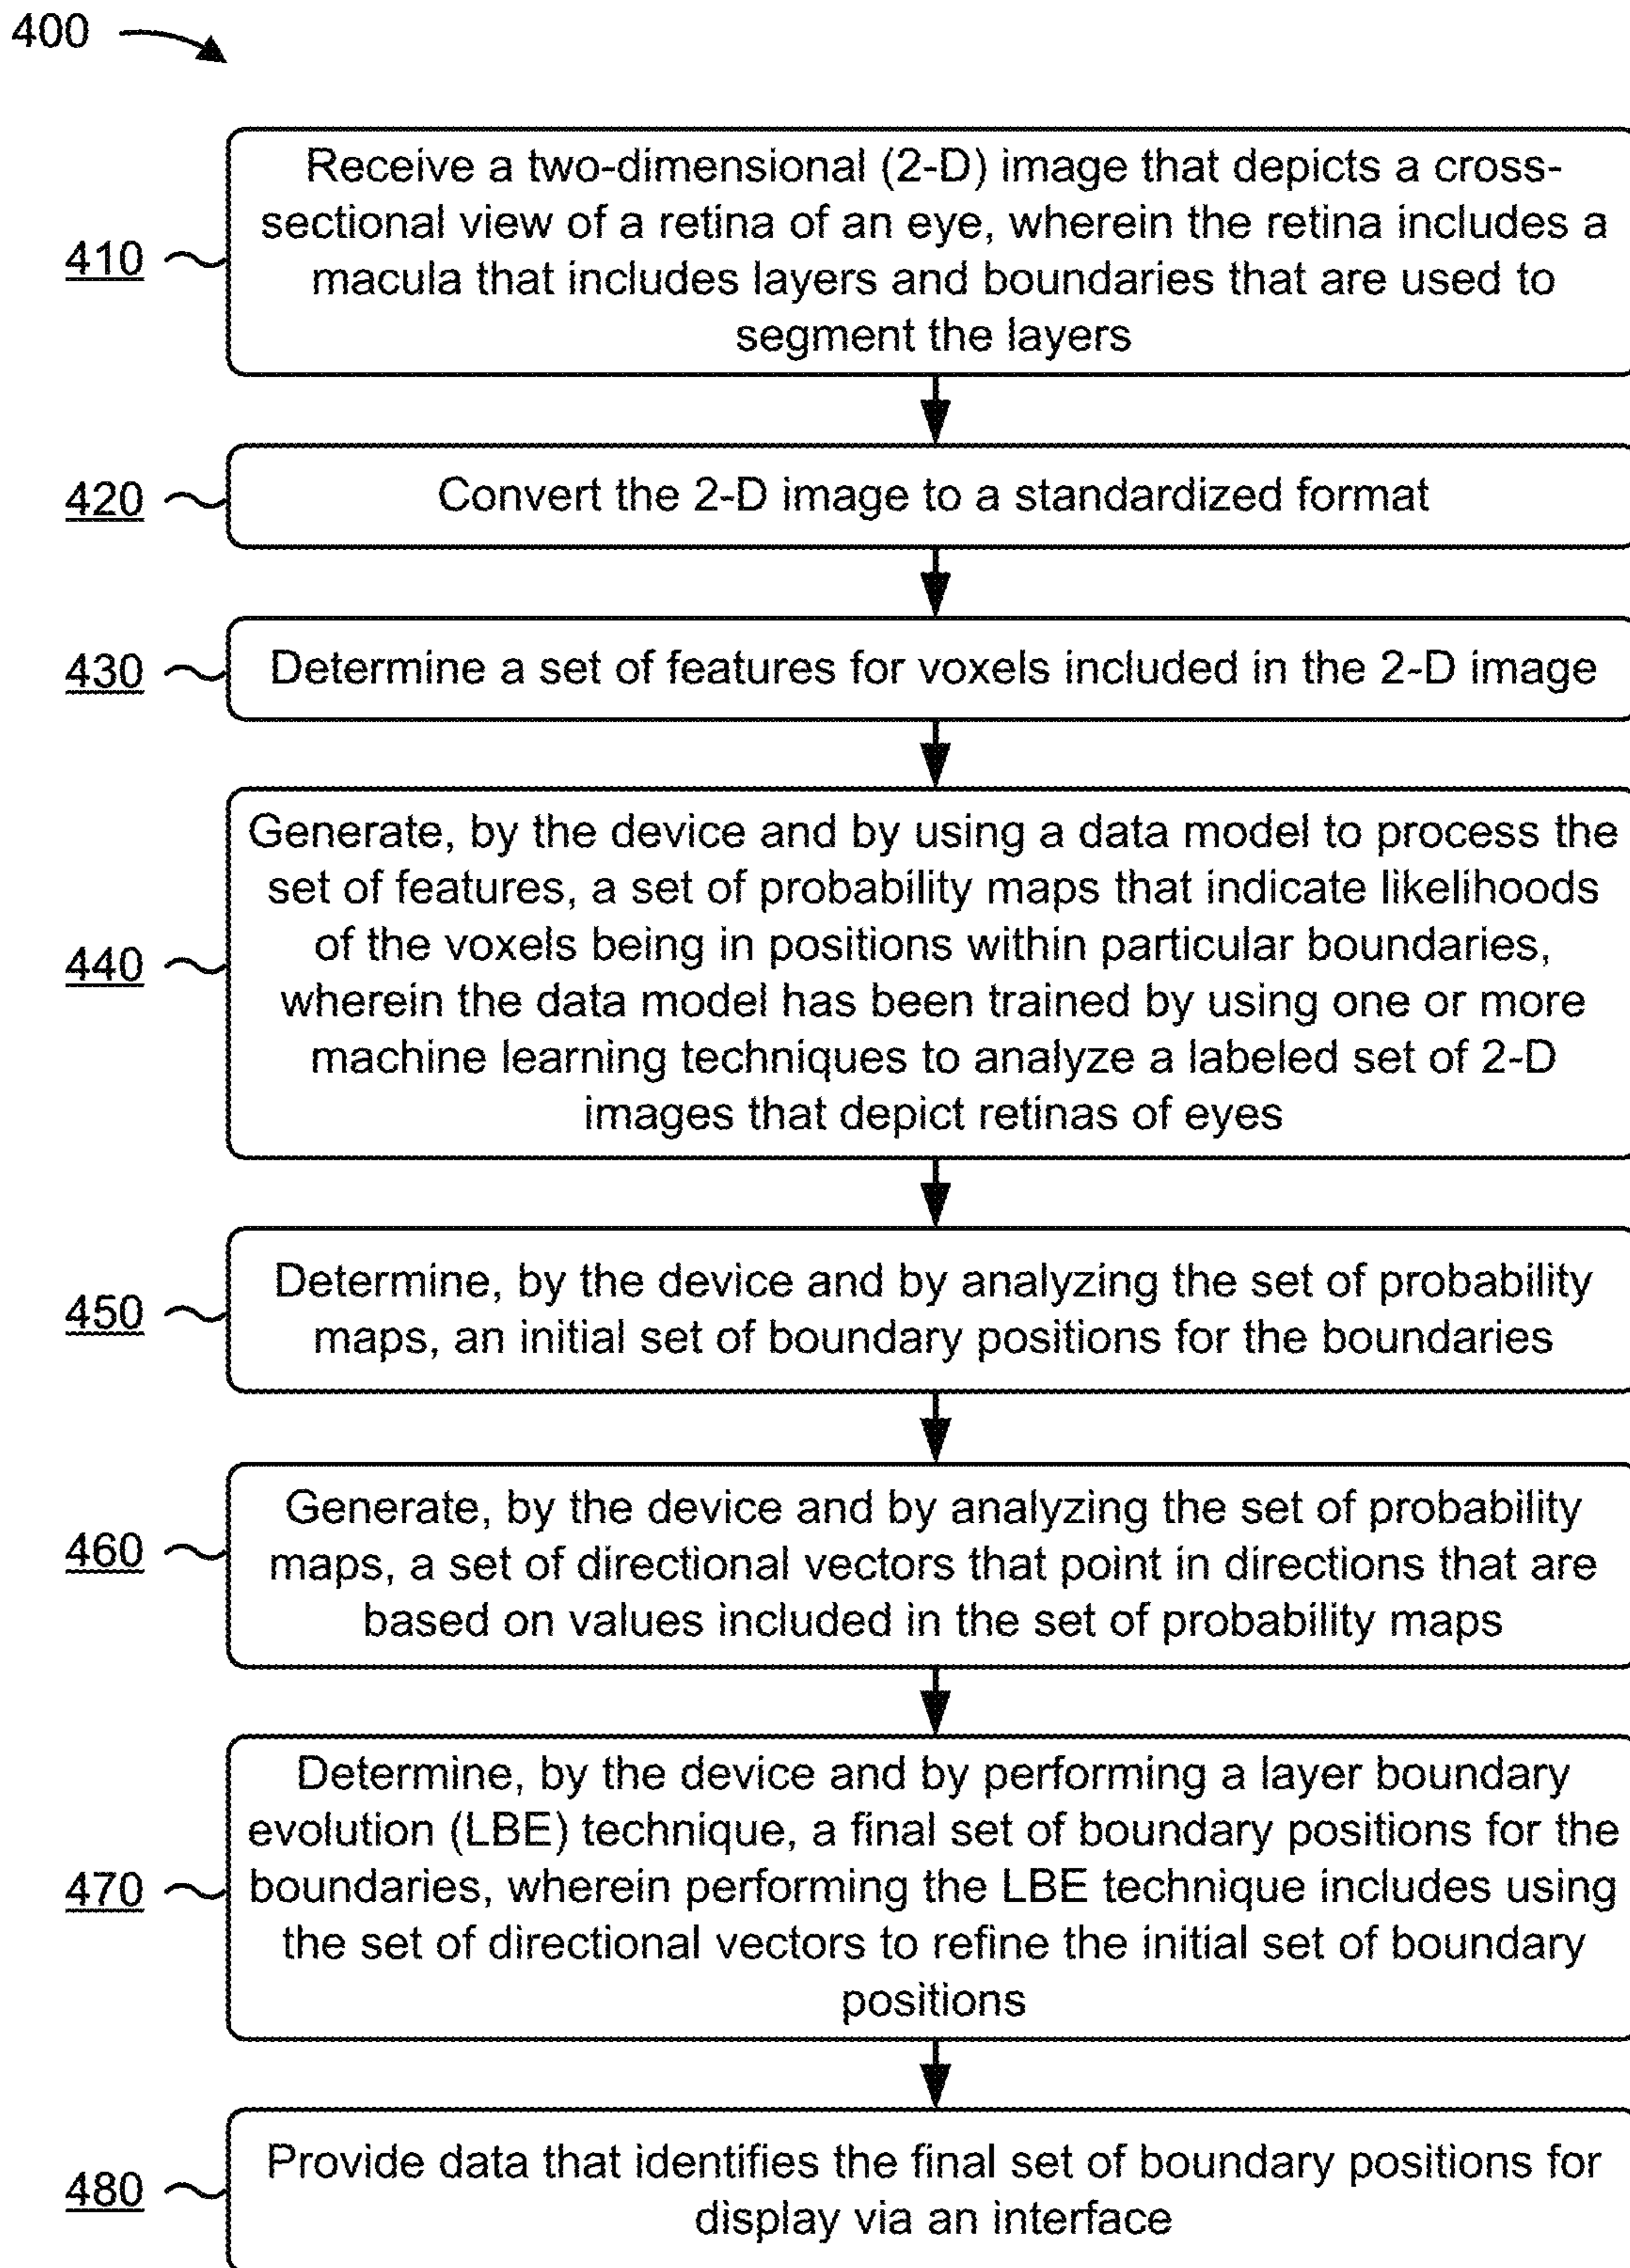 400
Receive a two-dimensional (2-D) image that depicts a cross-
sectional view of a retina of an eye, wherein the retina includes a
410
macula that includes layers and boundaries that are used to
segment the layers
420
Convert the 2-D image to a standardized format
430
Determine a set of features for voxels included in the 2-D image
Generate, by the device and by using a data model to process the
set of features, a set of probability maps that indicate likelihoods
of the voxels being in positions within particular boundaries,
440
wherein the data model has been trained by using one or more
machine learning techniques to analyze a labeled set of 2-D
images that depict retinas of eyes
450
Determine, by the device and by analyzing the set of probability
maps, an initial set of boundary positions for the boundaries
460
Generate, by the device and by analyzing the set of probability
maps, a set of directional vectors that point in directions that are
based on values included in the set of probability maps
Determine, by the device and by performing a layer boundary
evolution (LBE) technique, a final set of boundary positions for the
470
boundaries, wherein performing the LBE technique includes using
the set of directional vectors to refine the initial set of boundary
positions
480
Provide data that identifies the final set of boundary positions for
display via an interface